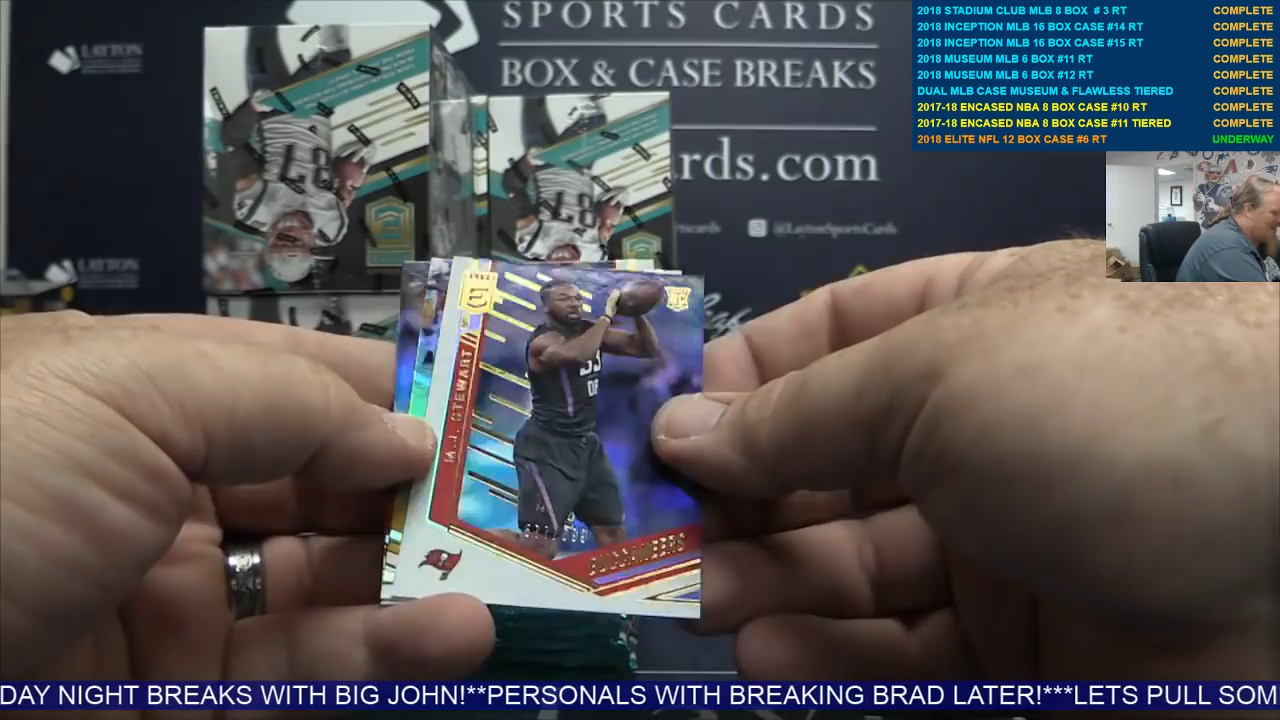 SPORTS CARDS
BOX & CASE BREAKS
rds.com
@LaytonSportsCards
LAYTON
LAYTON
87
87
M.J. STEWART
BUCCANEERS
2018 STADIUM CLUB MLB 8 BOX # 3 RT COMPLETE
2018 INCEPTION MLB 16 BOX CASE #14 RT COMPLETE
2018 INCEPTION MLB 16 BOX CASE #15 RT COMPLETE
2018 MUSEUM MLB 6 BOX #11 RT COMPLETE
2018 MUSEUM MLB 6 BOX #12 RT COMPLETE
DUAL MLB CASE MUSEUM & FLAWLESS TIERED COMPLETE
2017-18 ENCASED NBA 8 BOX CASE #10 RT COMPLETE
2017-18 ENCASED NBA 8 BOX CASE #11 TIERED COMPLETE
2018 ELITE NFL 12 BOX CASE #6 RT UNDERWAY
DAY NIGHT BREAKS WITH BIG JOHN!**PERSONALS WITH BREAKING BRAD LATER!***LETS PULL SOM